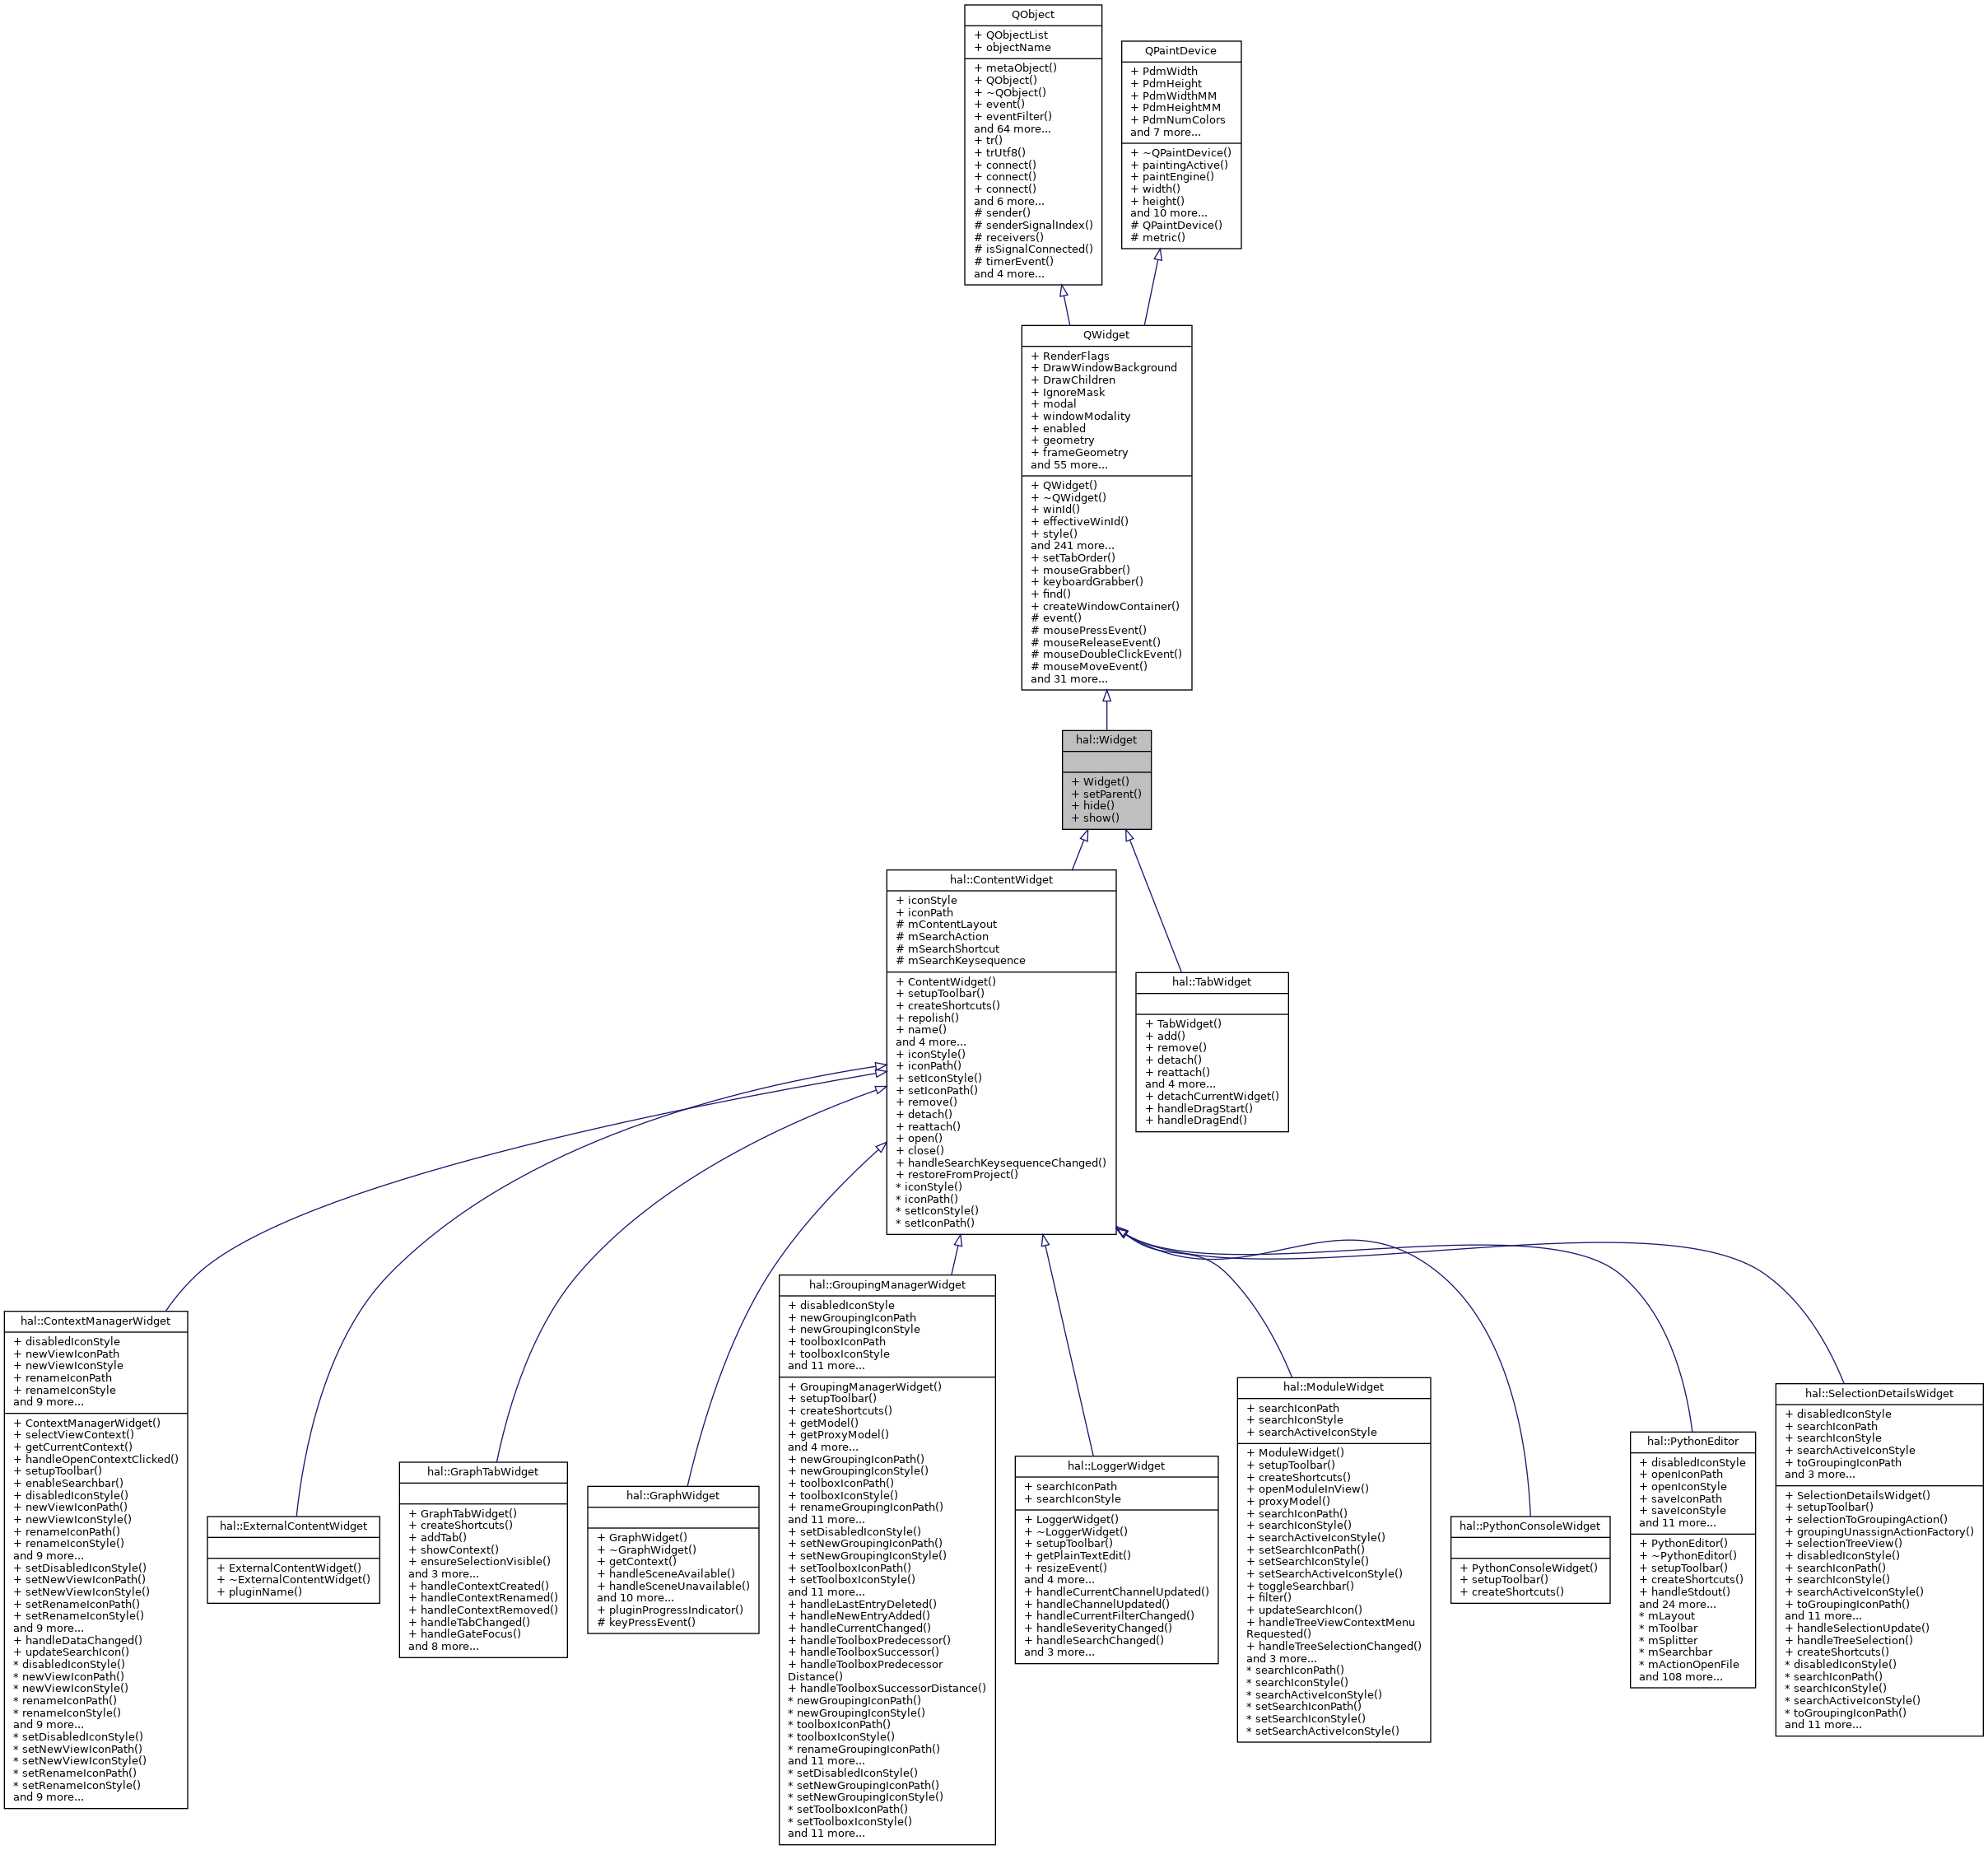 QObject
+ QObjectList
+ objectName
+ metaObject()
+ QObject()
+ ~QObject()
+ event()
+ eventFilter()
and 64 more...
+ tr()
+ trUtf8()
+ connect()
+ connect()
+ connect()
and 6 more...
# sender()
# senderSignalIndex()
# receivers()
# isSignalConnected()
# timerEvent()
and 4 more...
QPaintDevice
+ PdmWidth
+ PdmHeight
+ PdmWidthMM
+ PdmHeightMM
+ PdmNumColors
and 7 more...
+ ~QPaintDevice()
+ paintingActive()
+ paintEngine()
+ width()
+ height()
and 10 more...
# QPaintDevice()
# metric()
QWidget
+ RenderFlags
+ DrawWindowBackground
+ DrawChildren
+ IgnoreMask
+ modal
+ windowModality
+ enabled
+ geometry
+ frameGeometry
and 55 more...
+ QWidget()
+ ~QWidget()
+ winId()
+ effectiveWinId()
+ style()
and 241 more...
+ setTabOrder()
+ mouseGrabber()
+ keyboardGrabber()
+ find()
+ createWindowContainer()
# event()
# mousePressEvent()
# mouseReleaseEvent()
# mouseDoubleClickEvent()
# mouseMoveEvent()
and 31 more...
hal::Widget
+ Widget()
+ setParent()
+ hide()
+ show()
hal::ContentWidget
+ iconStyle
+ iconPath
# mContentLayout
# mSearchAction
# mSearchShortcut
# mSearchKeysequence
+ ContentWidget()
+ setupToolbar()
+ createShortcuts()
+ repolish()
+ name()
and 4 more...
+ iconStyle()
+ iconPath()
+ setIconStyle()
+ setIconPath()
+ remove()
+ detach()
+ reattach()
+ open()
+ close()
+ handleSearchKeysequenceChanged()
+ restoreFromProject()
* iconStyle()
* iconPath()
* setIconStyle()
* setIconPath()
hal::TabWidget
+ TabWidget()
+ add()
+ remove()
+ detach()
+ reattach()
and 4 more...
+ detachCurrentWidget()
+ handleDragStart()
+ handleDragEnd()
hal::ContextManagerWidget
+ disabledIconStyle
+ newViewIconPath
+ newViewIconStyle
+ renameIconPath
+ renameIconStyle
and 9 more...
+ ContextManagerWidget()
+ selectViewContext()
+ getCurrentContext()
+ handleOpenContextClicked()
+ setupToolbar()
+ enableSearchbar()
+ disabledIconStyle()
+ newViewIconPath()
+ newViewIconStyle()
+ renameIconPath()
+ renameIconStyle()
and 9 more...
+ setDisabledIconStyle()
+ setNewViewIconPath()
+ setNewViewIconStyle()
+ setRenameIconPath()
+ setRenameIconStyle()
and 9 more...
+ handleDataChanged()
+ updateSearchIcon()
* disabledIconStyle()
* newViewIconPath()
* newViewIconStyle()
* renameIconPath()
* renameIconStyle()
and 9 more...
* setDisabledIconStyle()
* setNewViewIconPath()
* setNewViewIconStyle()
* setRenameIconPath()
* setRenameIconStyle()
and 9 more...
hal::ExternalContentWidget
+ ExternalContentWidget()
+ ~ExternalContentWidget()
+ pluginName()
hal::GraphTabWidget
+ GraphTabWidget()
+ createShortcuts()
+ addTab()
+ showContext()
+ ensureSelectionVisible()
and 3 more...
+ handleContextCreated()
+ handleContextRenamed()
+ handleContextRemoved()
+ handleTabChanged()
+ handleGateFocus()
and 8 more...
hal::GraphWidget
+ GraphWidget()
+ ~GraphWidget()
+ getContext()
+ handleSceneAvailable()
+ handleSceneUnavailable()
and 10 more...
+ pluginProgressIndicator()
# keyPressEvent()
hal::GroupingManagerWidget
+ disabledIconStyle
+ newGroupingIconPath
+ newGroupingIconStyle
+ toolboxIconPath
+ toolboxIconStyle
and 11 more...
+ GroupingManagerWidget()
+ setupToolbar()
+ createShortcuts()
+ getModel()
+ getProxyModel()
and 4 more...
+ newGroupingIconPath()
+ newGroupingIconStyle()
+ toolboxIconPath()
+ toolboxIconStyle()
+ renameGroupingIconPath()
and 11 more...
+ setDisabledIconStyle()
+ setNewGroupingIconPath()
+ setNewGroupingIconStyle()
+ setToolboxIconPath()
+ setToolboxIconStyle()
and 11 more...
+ handleLastEntryDeleted()
+ handleNewEntryAdded()
+ handleCurrentChanged()
+ handleToolboxPredecessor()
+ handleToolboxSuccessor()
+ handleToolboxPredecessor
Distance()
+ handleToolboxSuccessorDistance()
* newGroupingIconPath()
* newGroupingIconStyle()
* toolboxIconPath()
* toolboxIconStyle()
* renameGroupingIconPath()
and 11 more...
* setDisabledIconStyle()
* setNewGroupingIconPath()
* setNewGroupingIconStyle()
* setToolboxIconPath()
* setToolboxIconStyle()
and 11 more...
hal::LoggerWidget
+ searchIconPath
+ searchIconStyle
+ LoggerWidget()
+ ~LoggerWidget()
+ setupToolbar()
+ getPlainTextEdit()
+ resizeEvent()
and 4 more...
+ handleCurrentChannelUpdated()
+ handleChannelUpdated()
+ handleCurrentFilterChanged()
+ handleSeverityChanged()
+ handleSearchChanged()
and 3 more...
hal::ModuleWidget
+ searchIconPath
+ searchIconStyle
+ searchActiveIconStyle
+ ModuleWidget()
+ setupToolbar()
+ createShortcuts()
+ openModuleInView()
+ proxyModel()
+ searchIconPath()
+ searchIconStyle()
+ searchActiveIconStyle()
+ setSearchIconPath()
+ setSearchIconStyle()
+ setSearchActiveIconStyle()
+ toggleSearchbar()
+ filter()
+ updateSearchIcon()
+ handleTreeViewContextMenu
Requested()
+ handleTreeSelectionChanged()
and 3 more...
* searchIconPath()
* searchIconStyle()
* searchActiveIconStyle()
* setSearchIconPath()
* setSearchIconStyle()
* setSearchActiveIconStyle()
hal::PythonConsoleWidget
+ PythonConsoleWidget()
+ setupToolbar()
+ createShortcuts()
hal::PythonEditor
+ disabledIconStyle
+ openIconPath
+ openIconStyle
+ saveIconPath
+ saveIconStyle
and 11 more...
+ PythonEditor()
+ ~PythonEditor()
+ setupToolbar()
+ createShortcuts()
+ handleStdout()
and 24 more...
* mLayout
* mToolbar
* mSplitter
* mSearchbar
* mActionOpenFile
and 108 more...
hal::SelectionDetailsWidget
+ disabledIconStyle
+ searchIconPath
+ searchIconStyle
+ searchActiveIconStyle
+ toGroupingIconPath
and 3 more...
+ SelectionDetailsWidget()
+ setupToolbar()
+ selectionToGroupingAction()
+ groupingUnassignActionFactory()
+ selectionTreeView()
+ disabledIconStyle()
+ searchIconPath()
+ searchIconStyle()
+ searchActiveIconStyle()
+ toGroupingIconPath()
and 11 more...
+ handleSelectionUpdate()
+ handleTreeSelection()
+ createShortcuts()
* disabledIconStyle()
* searchIconPath()
* searchIconStyle()
* searchActiveIconStyle()
* toGroupingIconPath()
and 11 more...